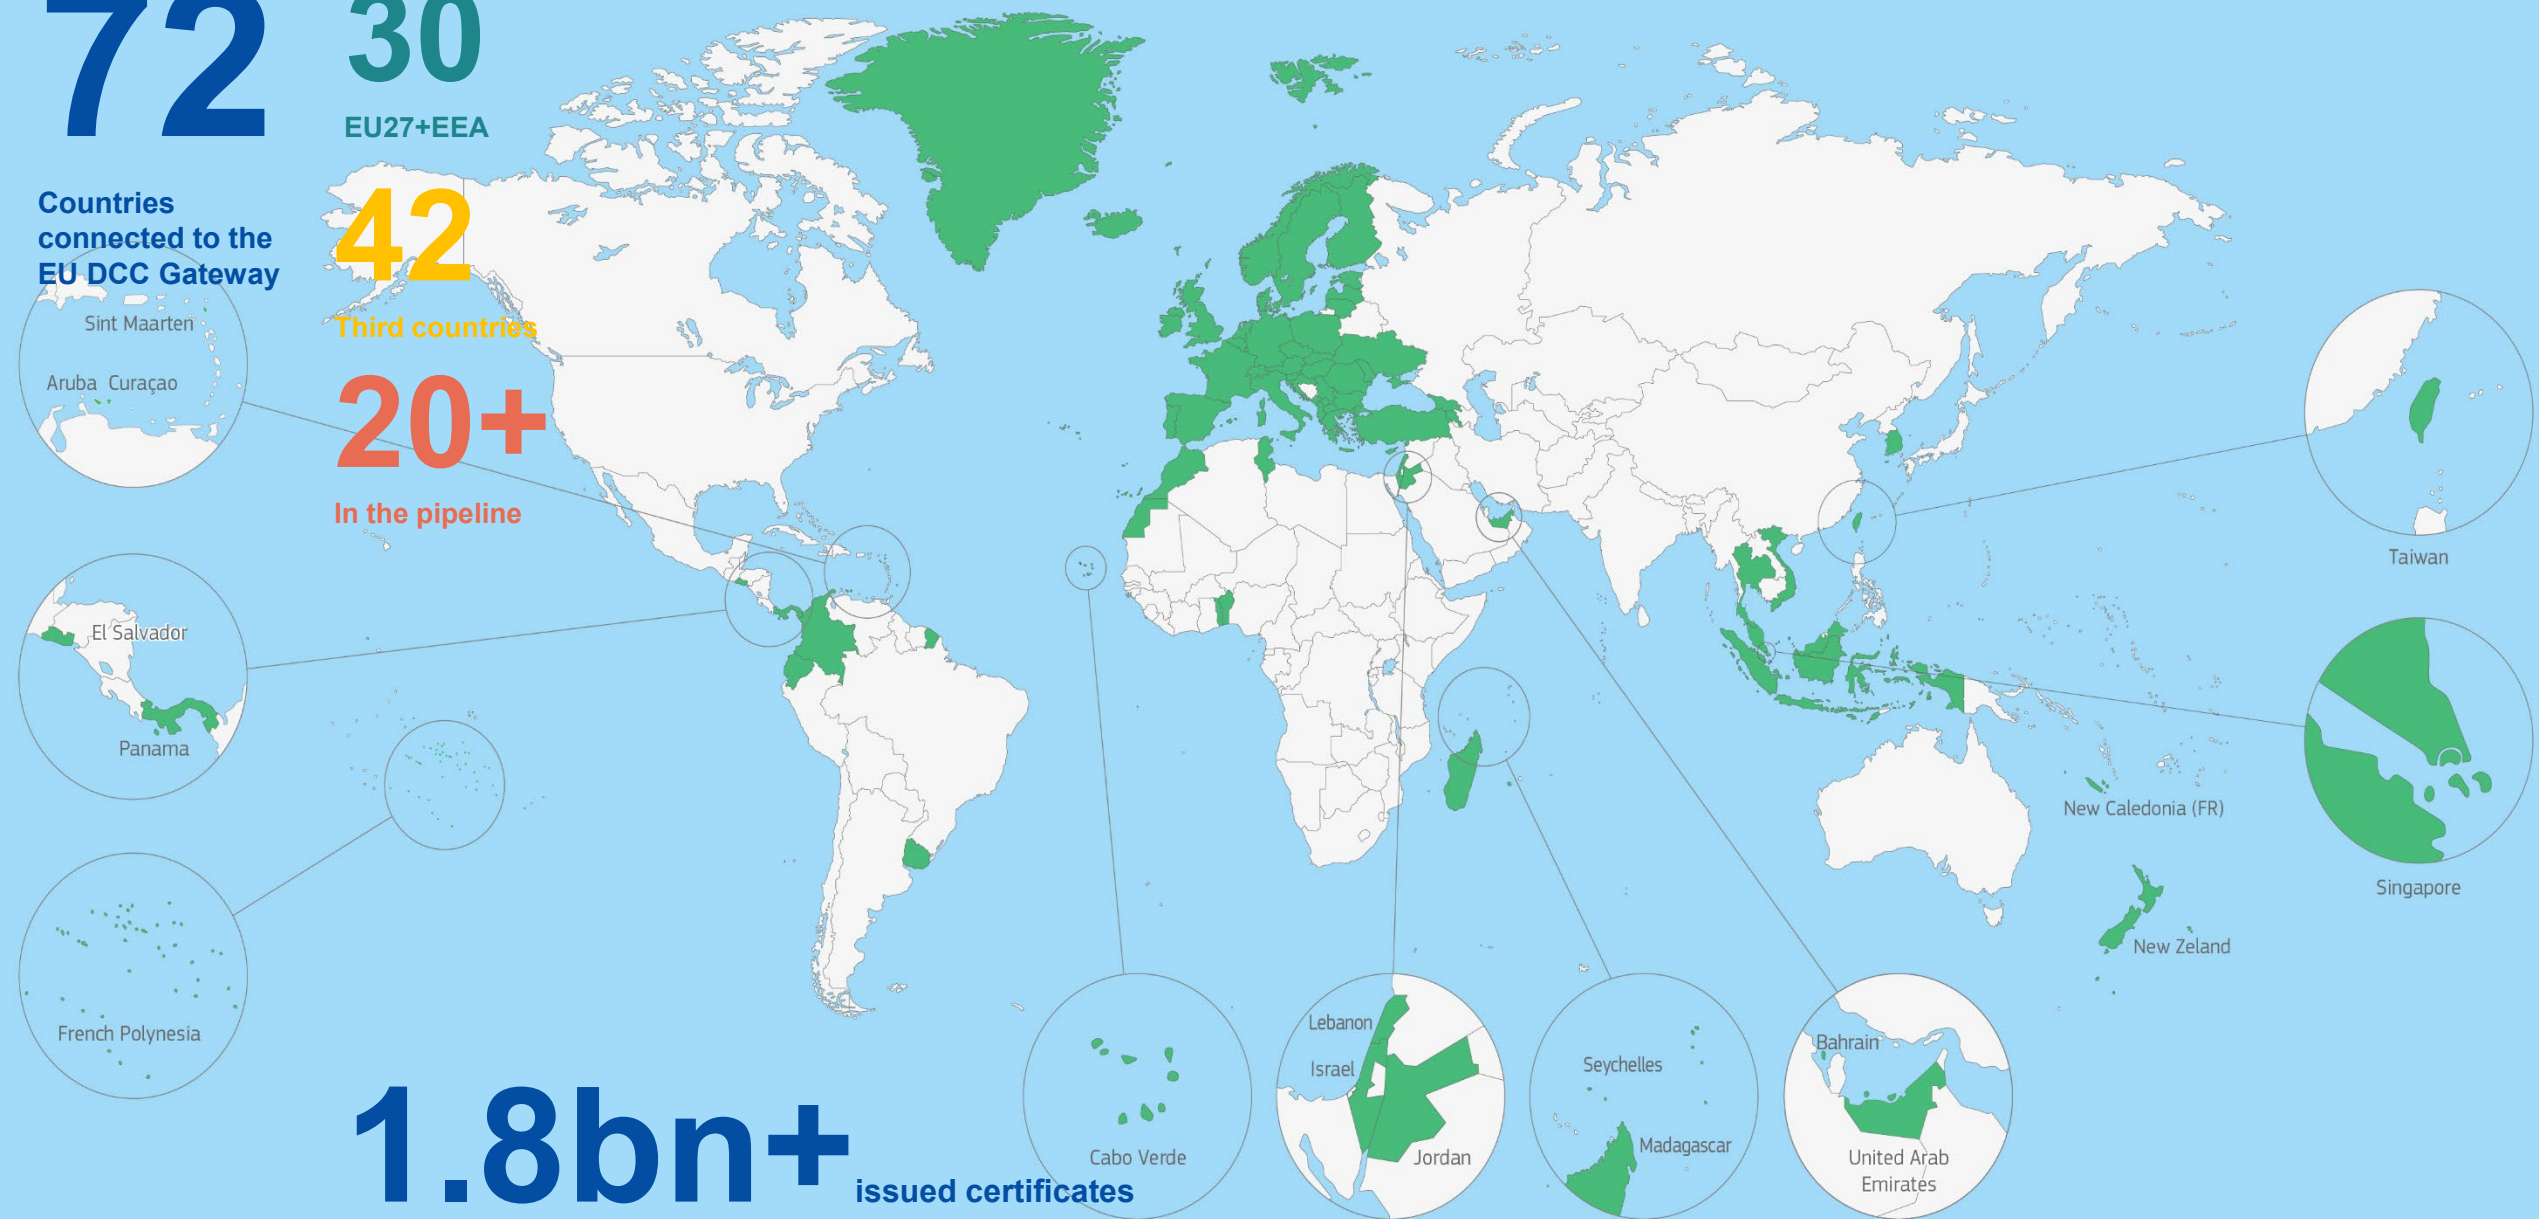 72
30
EU27+EEA
Countries
connected to the
EU DCC Gateway
42
Third countries
20+
In the pipeline
Sint Maarten
Aruba Curaçao
El Salvador
Panama
French Polynesia
Taiwan
Singapore
New Caledonia (FR)
New Zeland
Cabo Verde
Lebanon
Israel
Jordan
Seychelles
Madagascar
Bahrain
United Arab
Emirates
1.8bn+
issued certificates